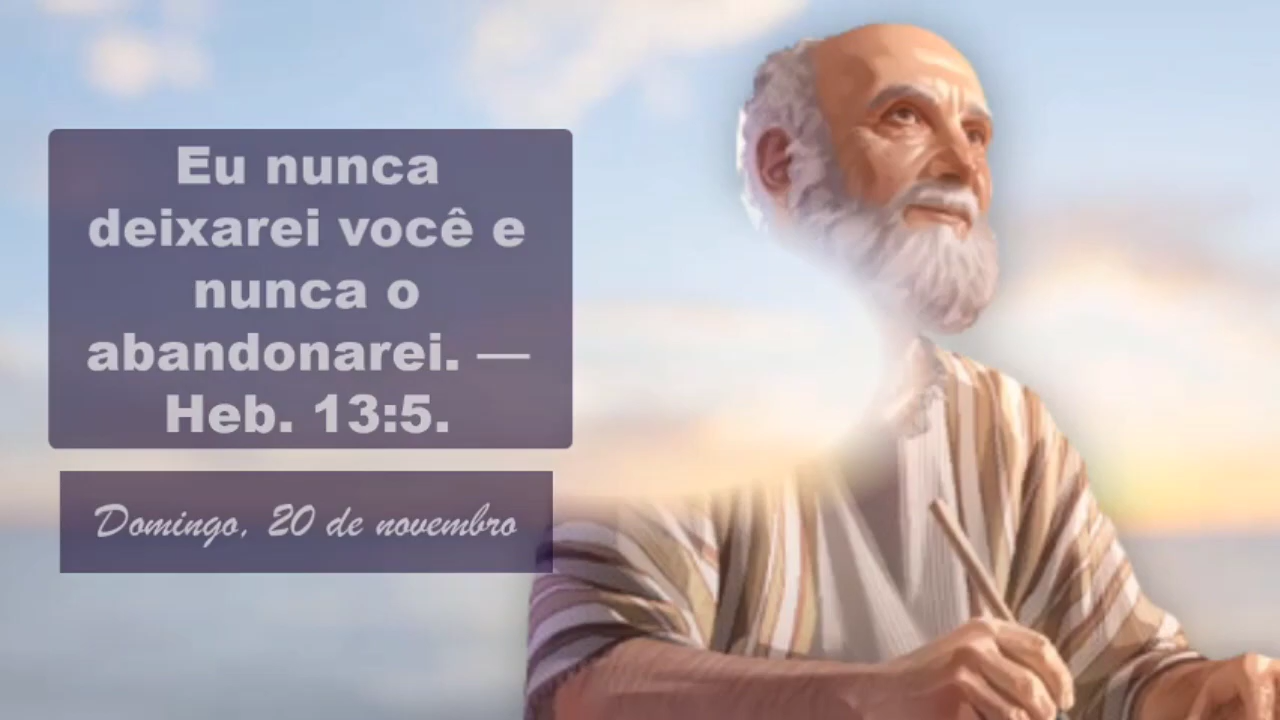 Eu nunca
deixarei você e
nunca o
abandonarei. —
Heb. 13:5.
Domingo, 20 de novembro